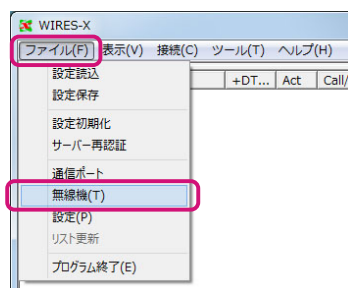 WIRES-X
ファイル(F) 表示(V) 接続(C) ツール(T) ヘルプ(H)
+DT... Act Call/
設定読込
設定保存
設定初期化
サーバー再認証
通信ポート
無線機(T)
設定(P)
リスト更新
プログラム終了(E)